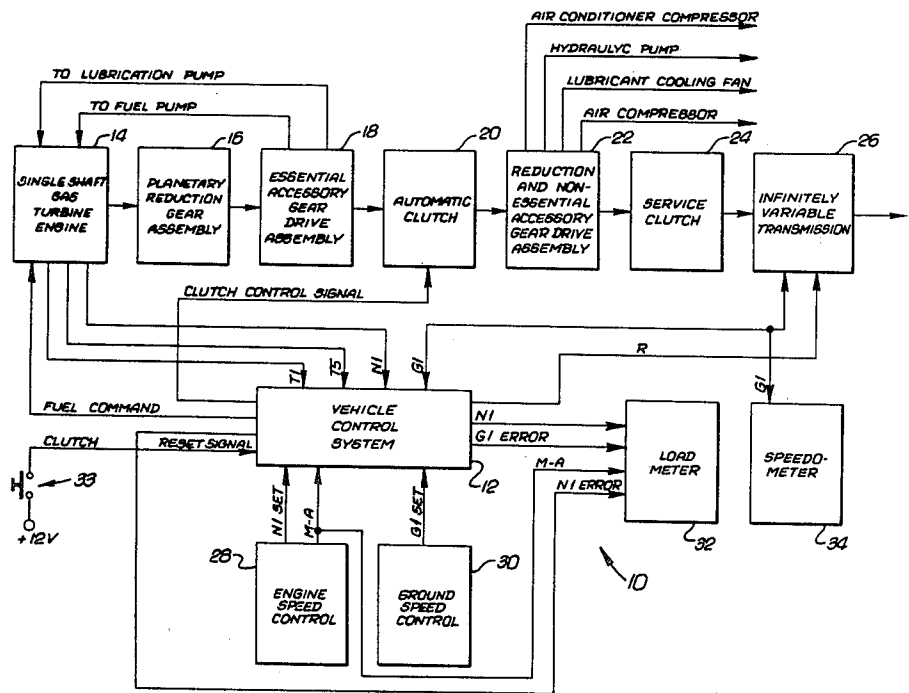 AIR CONDITIONER COMPRESSOR
HYDRAULYC PUMP
TO LUBRICATION PUMP
LUBRICANT COOLING FAN
TO FUEL PUMP
AIR COMPRESSOR
14
16
18
20
22
24
26
SINGLE SHAFT
GAS
TURBINE
ENGINE
PLANETARY
REDUCTION
GEAR
ASSEMBLY
ESSENTIAL
ACCESSORY
GEAR
DRIVE
ASSEMBLY
AUTOMATIC
CLUTCH
REDUCTION
AND NON-
ESSENTIAL
ACCESSORY
GEAR DRIVE
ASSEMBLY
SERVICE
CLUTCH
INFINITELY
VARIABLE
TRANSMISSION
CLUTCH CONTROL SIGNAL
T1
T5
N1
G1
R
G1
FUEL COMMAND
VEHICLE
CONTROL
SYSTEM
N1
G1 ERROR
CLUTCH
RESET SIGNAL
M-A
N1 ERROR
LOAD
METER
SPEEDO-
METER
33
+12V
12
N1 SET
M-A
G1 SET
28
30
32
34
10
ENGINE
SPEED
CONTROL
GROUND
SPEED
CONTROL